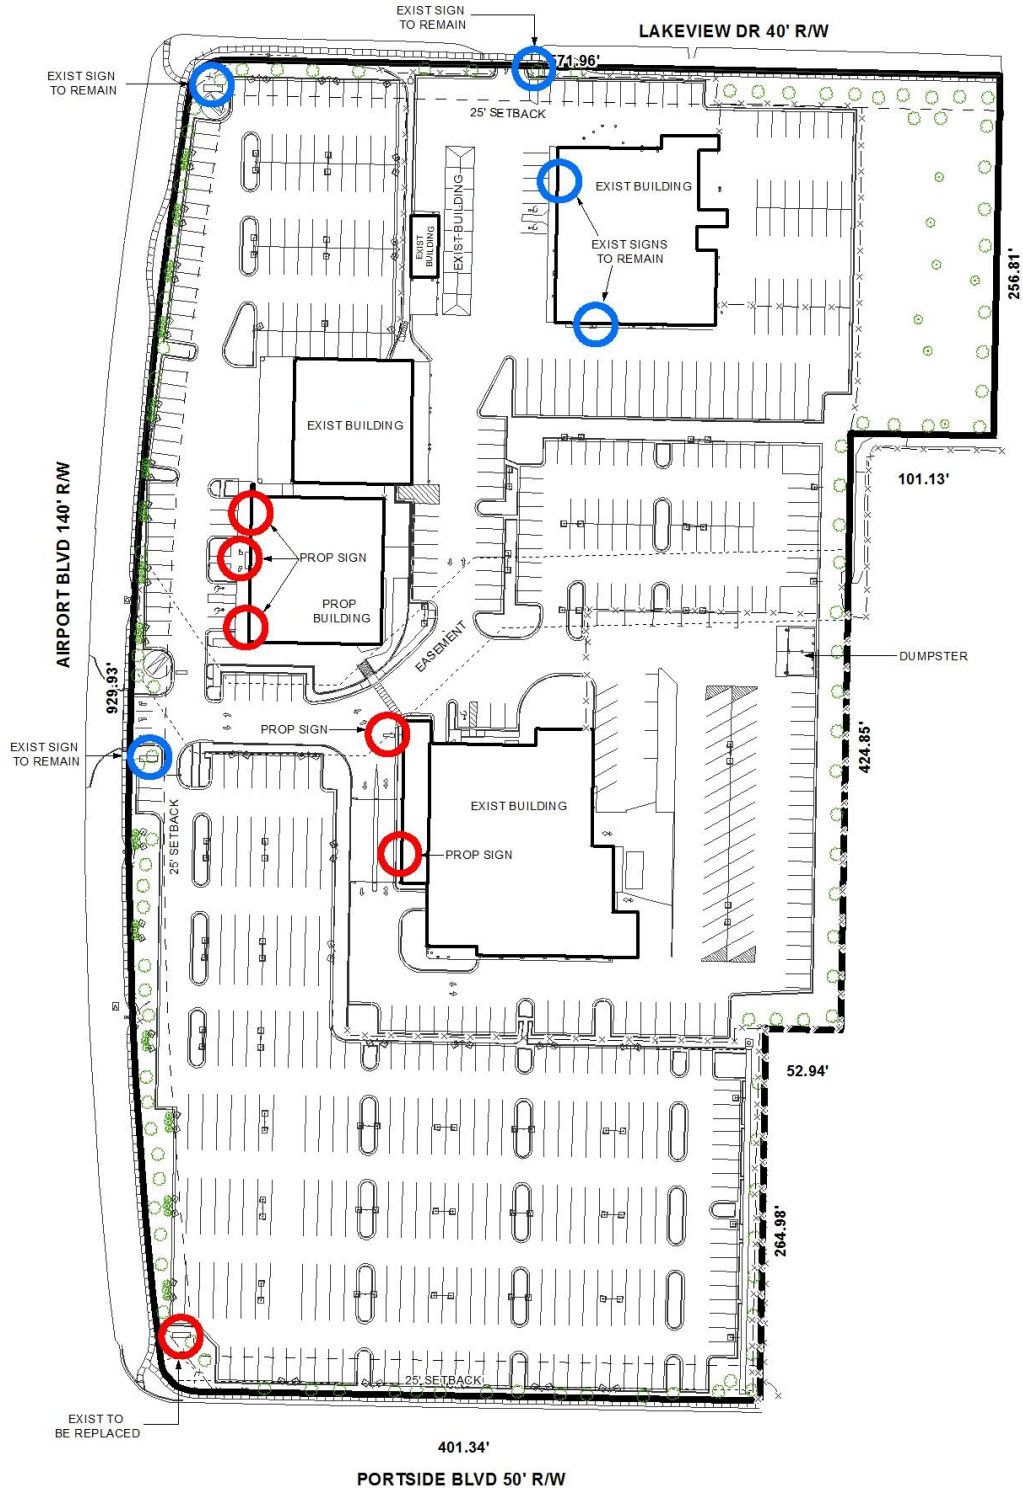 EXIST SIGN
TO REMAIN
LAKEVIEW DR 40' R/W
571.96'
EXIST SIGN
TO REMAIN
25' SETBACK
EXIST BUILDING
EXIST BUILDING
EXIST
BUILDING
EXIST SIGNS
TO REMAIN
256.81'
EXIST BUILDING
101.13'
AIRPORT BLVD 140' R/W
PROP SIGN
PROP
BUILDING
EASEMENT
DUMPSTER
929.93'
PROP SIGN
EXIST SIGN
TO REMAIN
424.85'
EXIST BUILDING
25' SETBACK
PROP SIGN
52.94'
264.98'
25' SETBACK
EXIST TO
BE REPLACED
401.34'
PORTSIDE BLVD 50' R/W